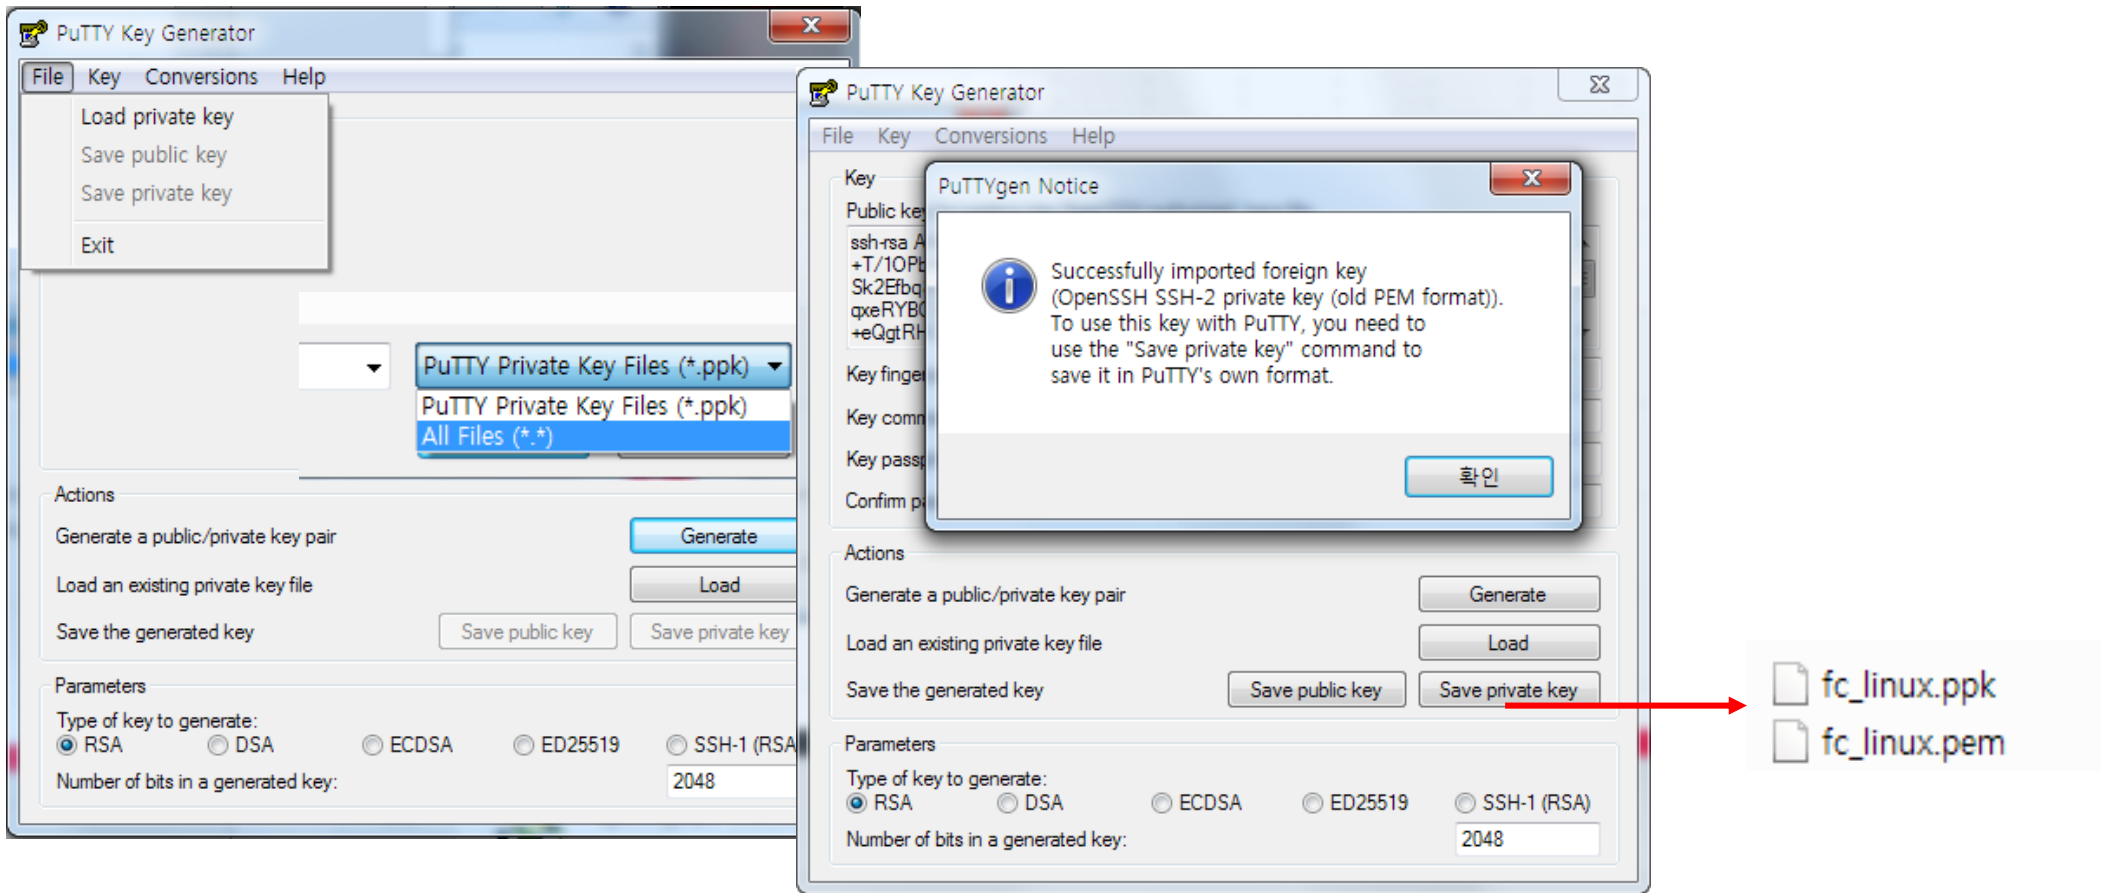 PuTTY Key Generator
File Key Conversions Help
Load private key
Save public key
Save private key
Exit
PuTTY Private Key Files (*.ppk)
PuTTY Private Key Files (*.ppk)
All Files (*.*)
Actions
Generate a public/private key pair
Generate
Load an existing private key file
Load
Save the generated key
Save public key
Save private key
Parameters
Type of key to generate:
RSA DSA ECDSA ED25519 SSH-1 (RSA
Number of bits in a generated key:
2048
PuTTY Key Generator
File Key Conversions Help
Key
Public key
ssh-rsa
Sk2Efbq
Key
Key
Key
Confirm
PuTTYgen Notice
Successfully imported foreign key
(OpenSSH SSH-2 private key (old PEM format)).
To use this key with PuTTY, you need to
use the "Save private key" command to
save it in PuTTY's own format.
확인
Actions
Generate a public/private key pair
Generate
Load an existing private key file
Load
Save the generated key
Save public key
Save private key
Parameters
Type of key to generate:
RSA DSA ECDSA ED25519 SSH-1 (RSA)
Number of bits in a generated key:
2048
fc_linux.ppk
fc_linux.pem